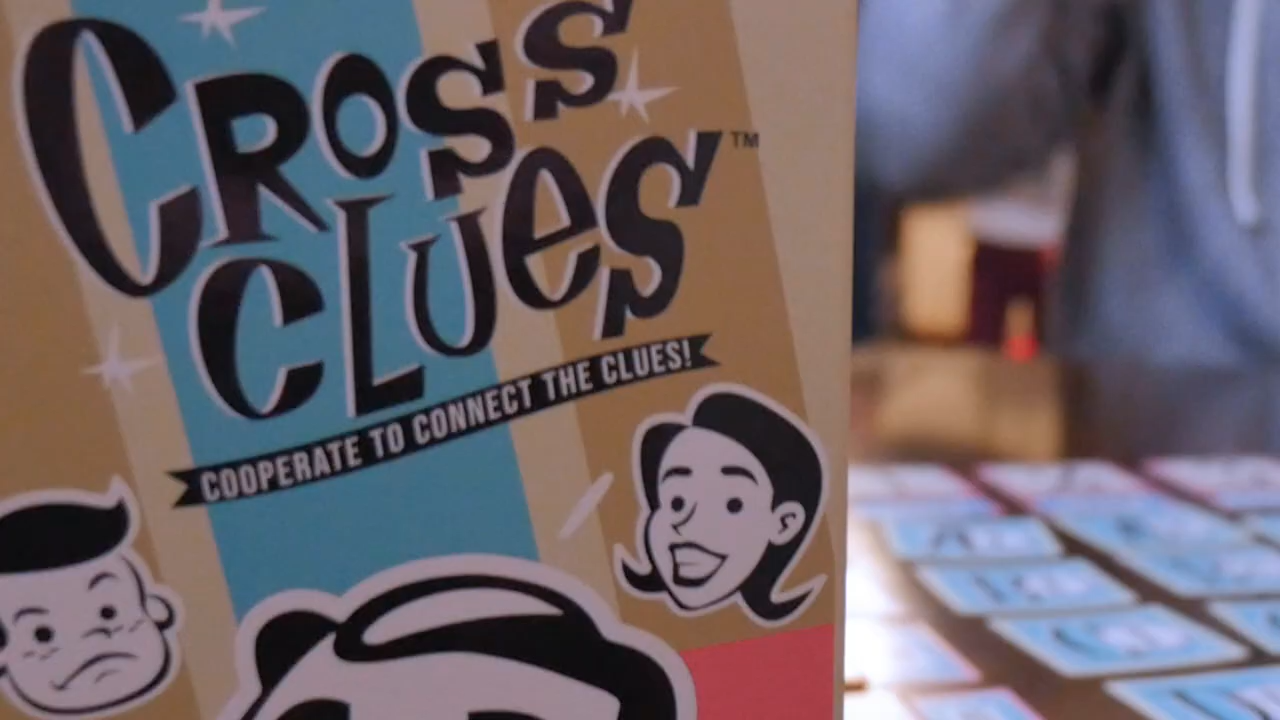 CROSS
CLUES™
COOPERATE TO CONNECT THE CLUES!